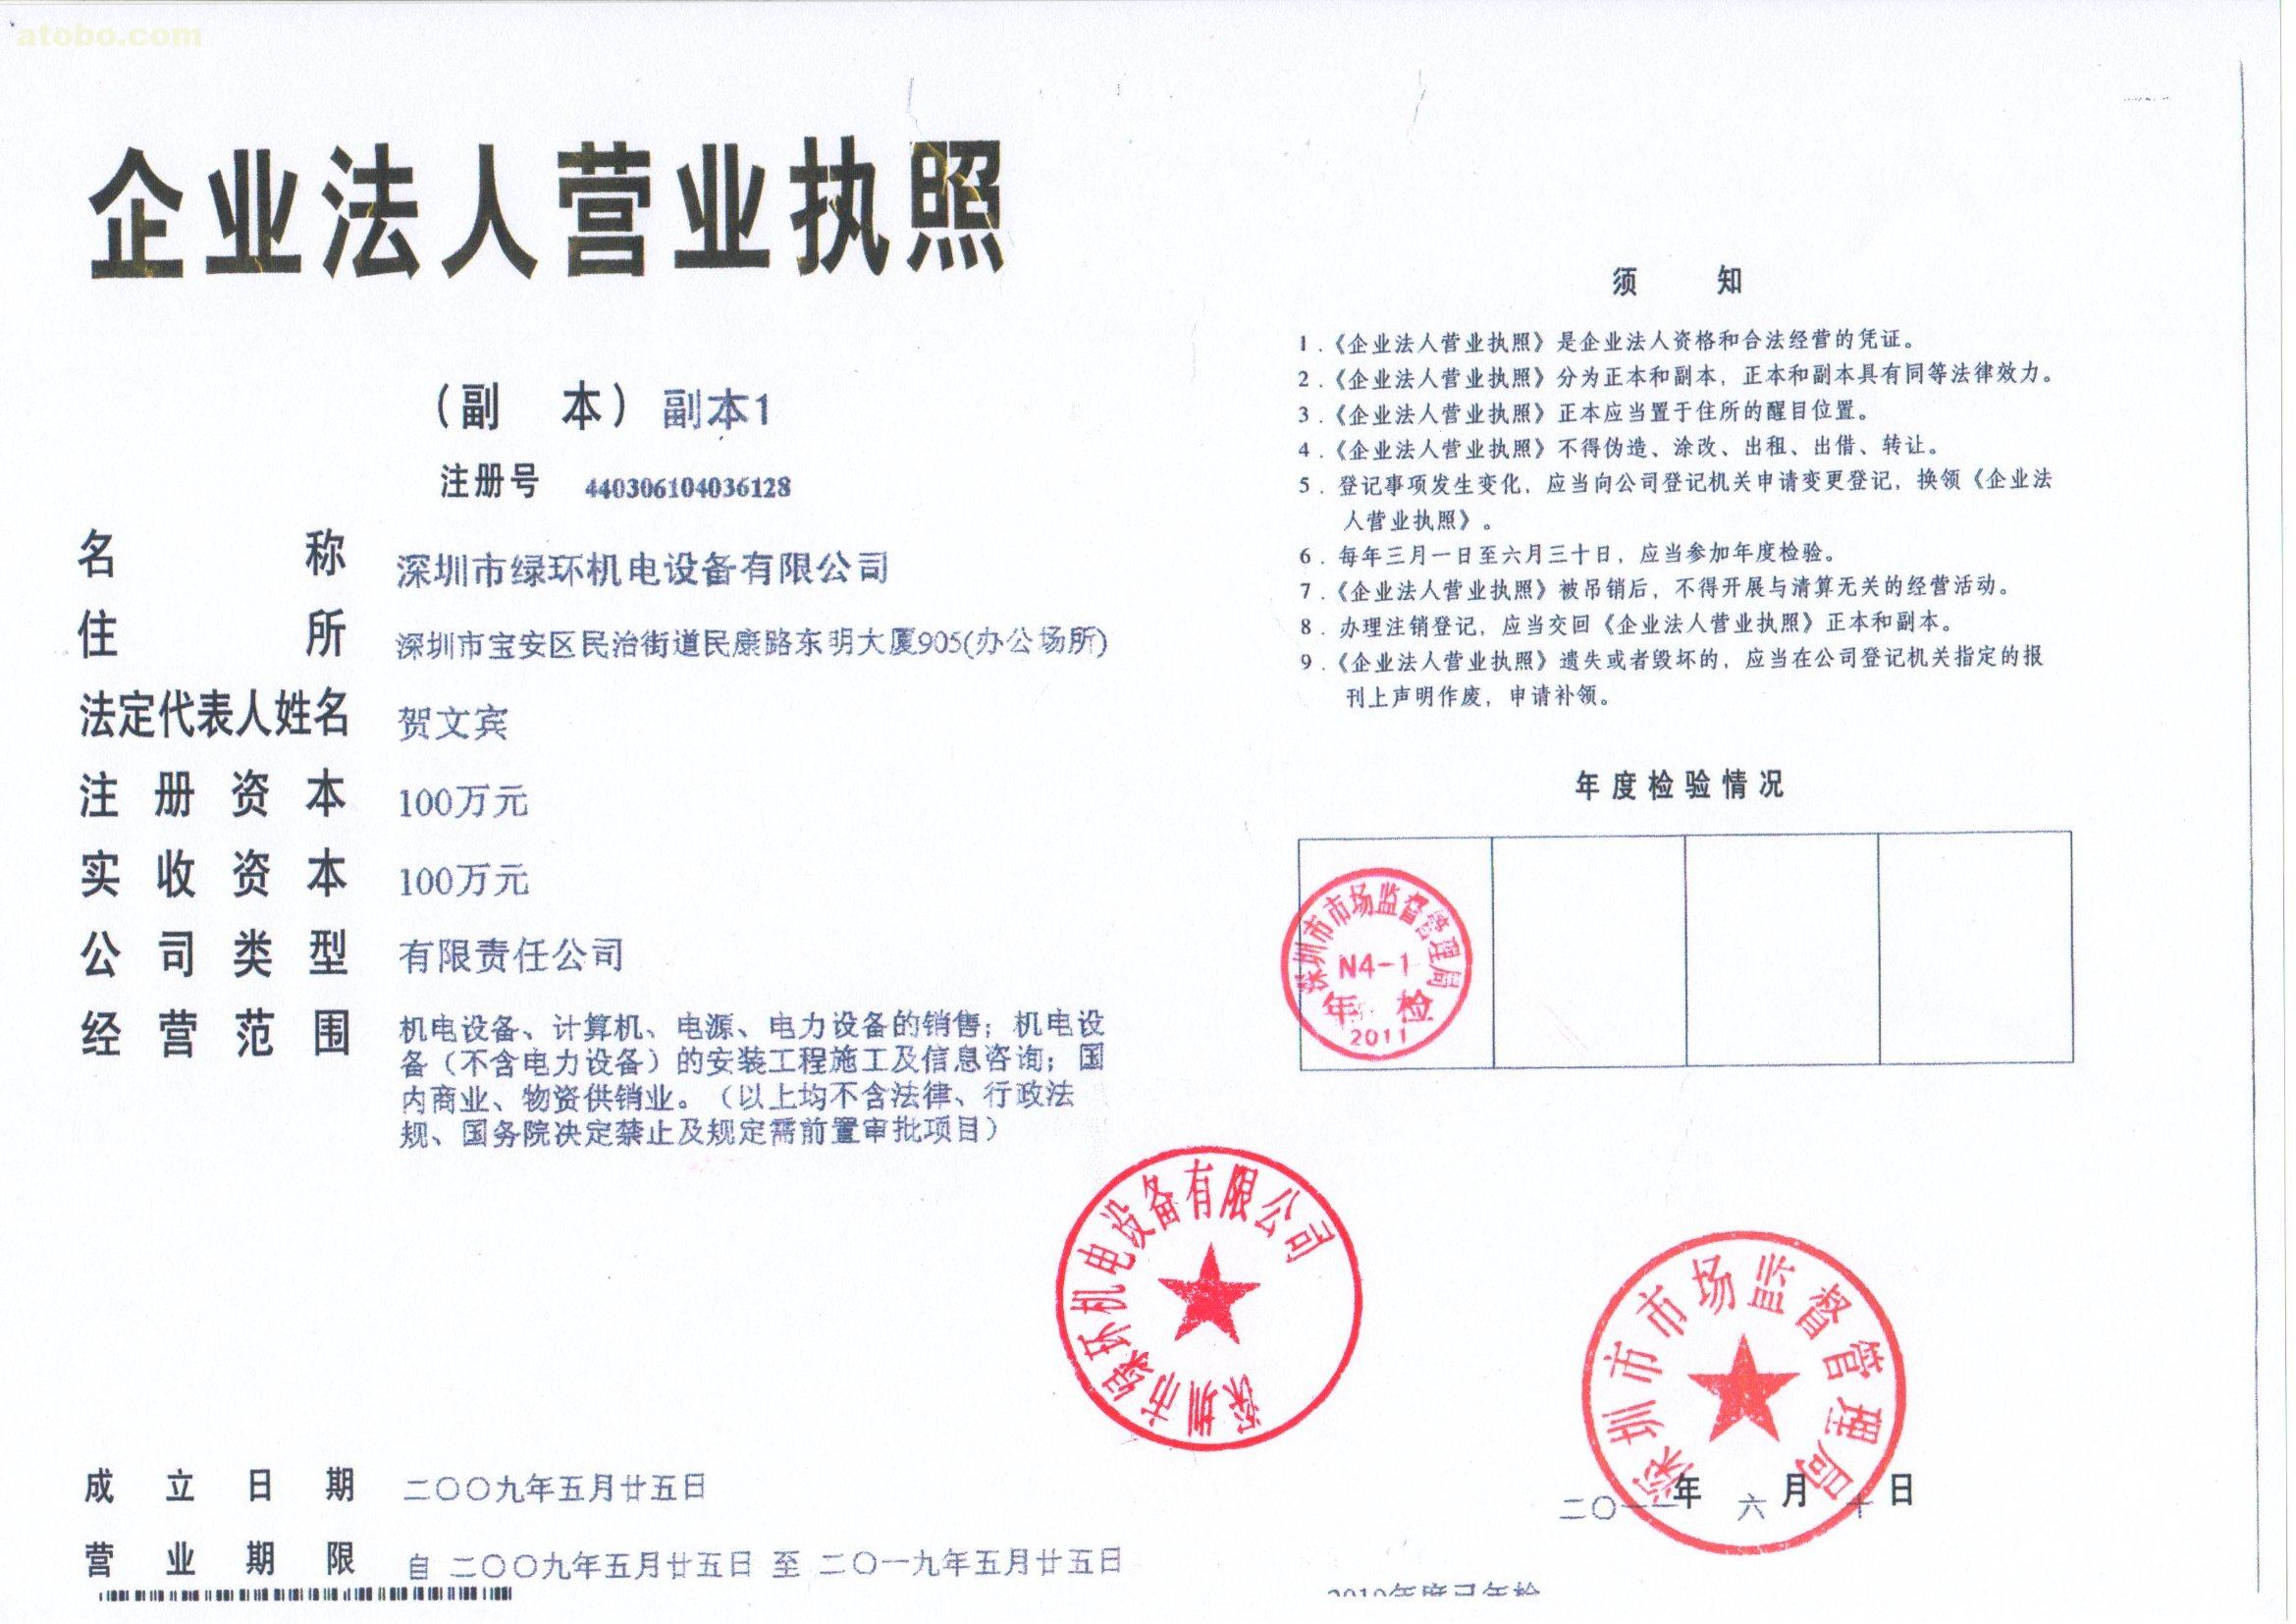 atobo.com
企业法人营业执照
（副 本）副本1
注册号 440306104036128
名 称 深圳市绿环机电设备有限公司
住 所 深圳市宝安区民治街道民康路东明大厦905(办公场所)
法定代表人姓名 贺文宾
注册资本 100万元
实收资本 100万元
公司类型 有限责任公司
经营范围 机电设备、计算机、电源、电力设备的销售；机电设
备（不含电力设备）的安装工程施工及信息咨询；国
内商业、物资供销业。（以上均不含法律、行政法
规、国务院决定禁止及规定需前置审批项目）
深圳市绿环机电设备有限公司
成立日期 二〇〇九年五月廿五日
营业期限 自 二〇〇九年五月廿五日 至 二〇一九年五月廿五日
须 知
1．《企业法人营业执照》是企业法人资格和合法经营的凭证。
2．《企业法人营业执照》分为正本和副本，正本和副本具有同等法律效力。
3．《企业法人营业执照》正本应当置于住所的醒目位置。
4．《企业法人营业执照》不得伪造、涂改、出租、出借、转让。
5．登记事项发生变化，应当向公司登记机关申请变更登记，换领《企业法
人营业执照》。
6．每年三月一日至六月三十日，应当参加年度检验。
7．《企业法人营业执照》被吊销后，不得开展与清算无关的经营活动。
8．办理注销登记，应当交回《企业法人营业执照》正本和副本。
9．《企业法人营业执照》遗失或者毁坏的，应当在公司登记机关指定的报
刊上声明作废，申请补领。
年度检验情况
深圳市市场监督管理局
N4-1
年 检
2011
深圳市市场监督管理局
二〇一一年 六 月 十 日
2010年度已年检